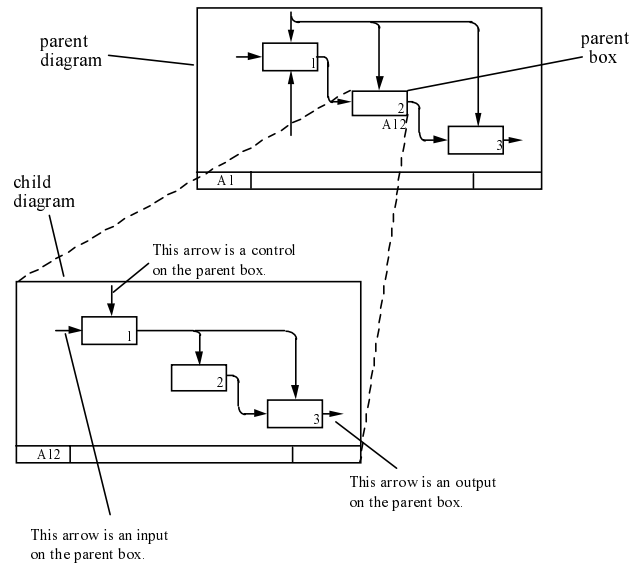 parent
diagram
parent
box
1
2
A12
3
A1
child
diagram
This arrow is a control
on the parent box.
1
2
3
A12
This arrow is an output
on the parent box.
This arrow is an input
on the parent box.